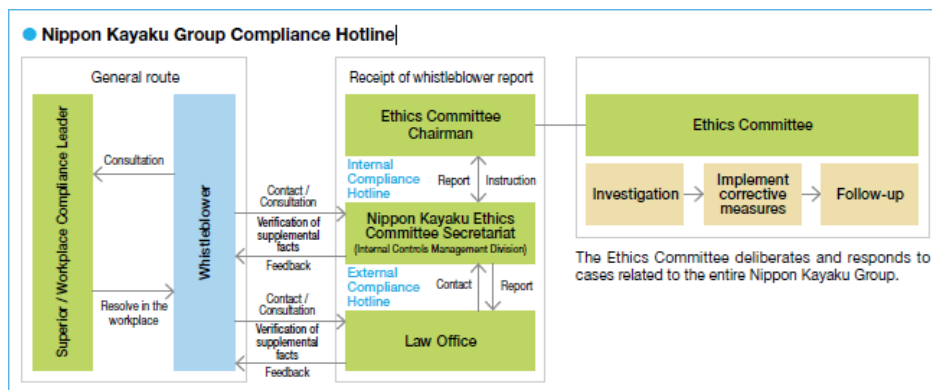 Nippon Kayaku Group Compliance Hotline
General route
Superior / Workplace Compliance Leader
Consultation
Resolve in the
workplace
Whistleblower
Contact /
Consultation
Verification of
supplemental
facts
Feedback
Contact /
Consultation
Verification of
supplemental
facts
Feedback
Receipt of whistleblower report
Ethics Committee
Chairman
Internal
Compliance
Hotline
Report
Instruction
Nippon Kayaku Ethics
Committee Secretariat
(Internal Controls Management Division)
External
Compliance
Hotline
Contact
Report
Law Office
Ethics Committee
Investigation
Implement
corrective
measures
Follow-up
The Ethics Committee deliberates and responds to
cases related to the entire Nippon Kayaku Group.